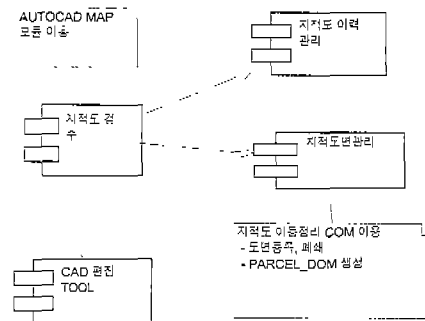 AUTOCAD MAP
모듈 이용
지적도 이력
관리
지적도 검
수
지적도면관리
지적도 이동정리 COM 이용
- 도면등록, 폐쇄
- PARCEL_DOM 생성
CAD 편집
TOOL